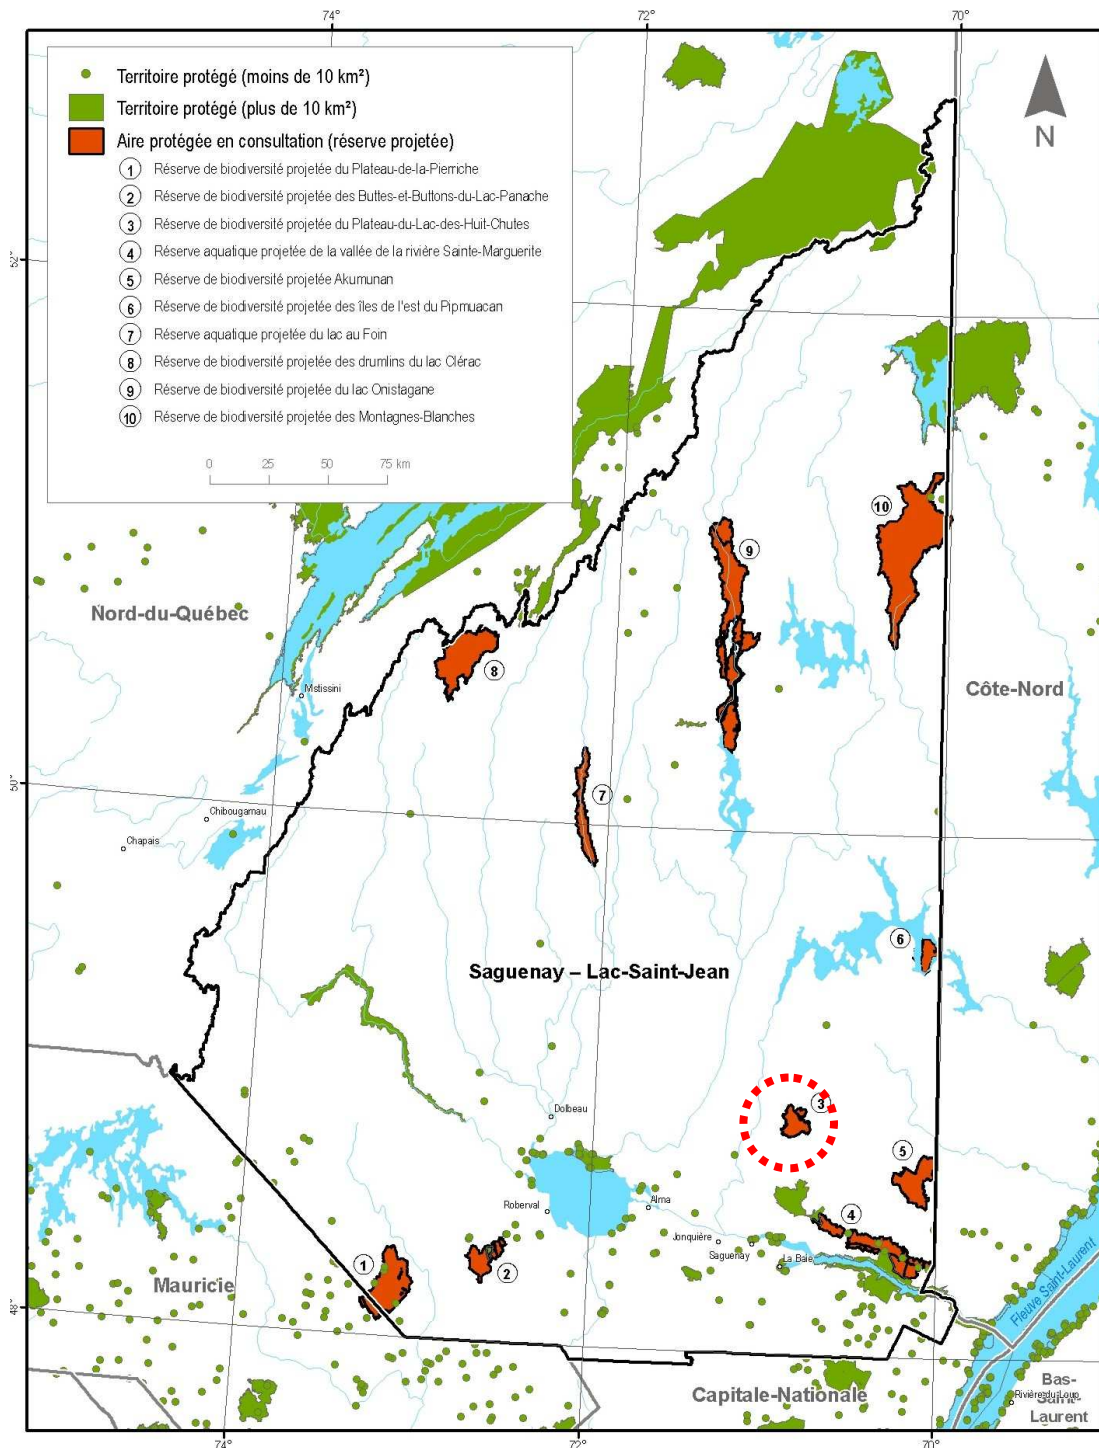 74°
72°
70°
Territoire protégé (moins de 10 km²)
Territoire protégé (plus de 10 km²)
Aire protégée en consultation (réserve projetée)
1 Réserve de biodiversité projetée du Plateau-de-la-Pierriche
2 Réserve de biodiversité projetée des Buttes-et-Buttons-du-Lac-Panache
3 Réserve de biodiversité projetée du Plateau-du-Lac-des-Huit-Chutes
4 Réserve aquatique projetée de la vallée de la rivière Sainte-Marguerite
5 Réserve de biodiversité projetée Akumunan
6 Réserve de biodiversité projetée des îles de l'est du Pipmuacan
7 Réserve aquatique projetée du lac au Foin
8 Réserve de biodiversité projetée des drumlins du lac Clérac
9 Réserve de biodiversité projetée du lac Onistagane
10 Réserve de biodiversité projetée des Montagnes-Blanches
0 25 50 75 km
N
52°
10
9
Nord-du-Québec
8
Mistissini
Côte-Nord
50°
7
Chibougamau
Chapais
6
Saguenay – Lac-Saint-Jean
3
Dolbeau
5
Roberval
Alma
4
Jonquière
Saguenay
La Baie
1
2
Mauricie
48°
Fleuve Saint-Laurent
Capitale-Nationale
Bas-
Rivière-du-Loup
Saint-
Laurent
74°
72°
70°